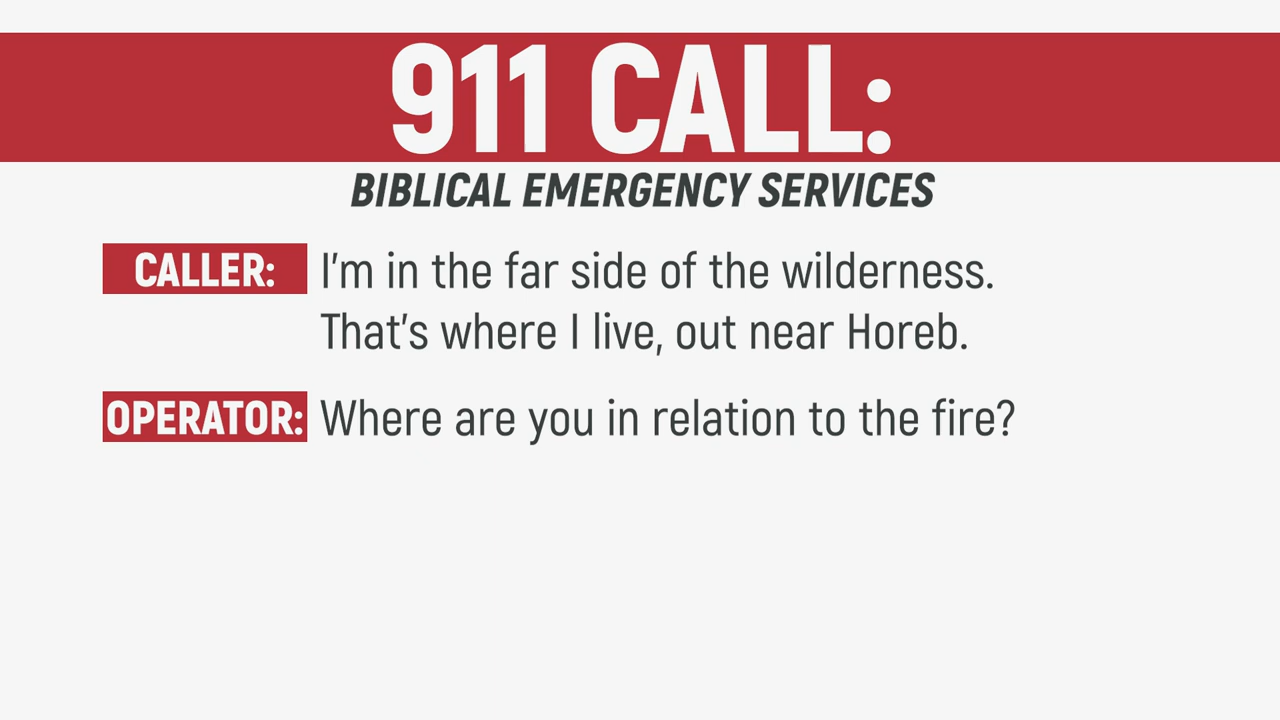 911 CALL:
BIBLICAL EMERGENCY SERVICES
CALLER: I'm in the far side of the wilderness.
That's where I live, out near Horeb.
OPERATOR: Where are you in relation to the fire?